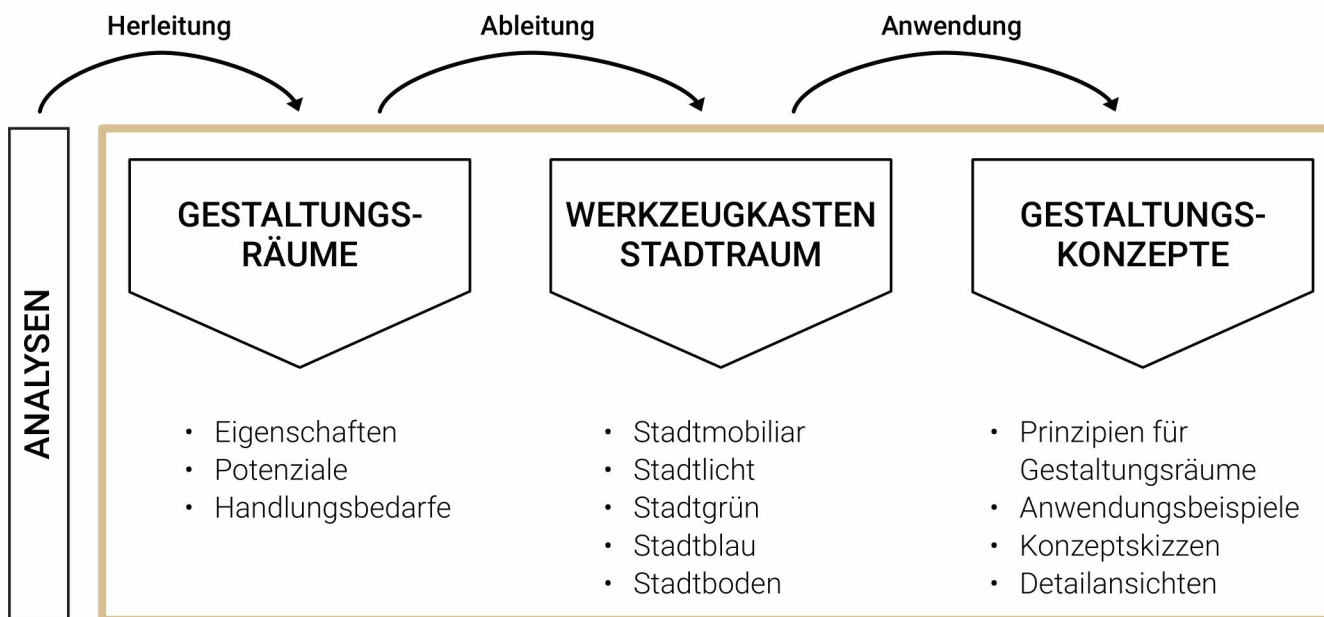 Herleitung
Ableitung
Anwendung
ANALYSEN
GESTALTUNGS-
RÄUME
• Eigenschaften
• Potenziale
• Handlungsbedarfe
WERKZEUGKASTEN
STADTRAUM
• Stadtmobiliar
• Stadtlicht
• Stadtgrün
• Stadtblau
• Stadtboden
GESTALTUNGS-
KONZEPTE
• Prinzipien für
Gestaltungsräume
• Anwendungsbeispiele
• Konzeptskizzen
• Detailansichten